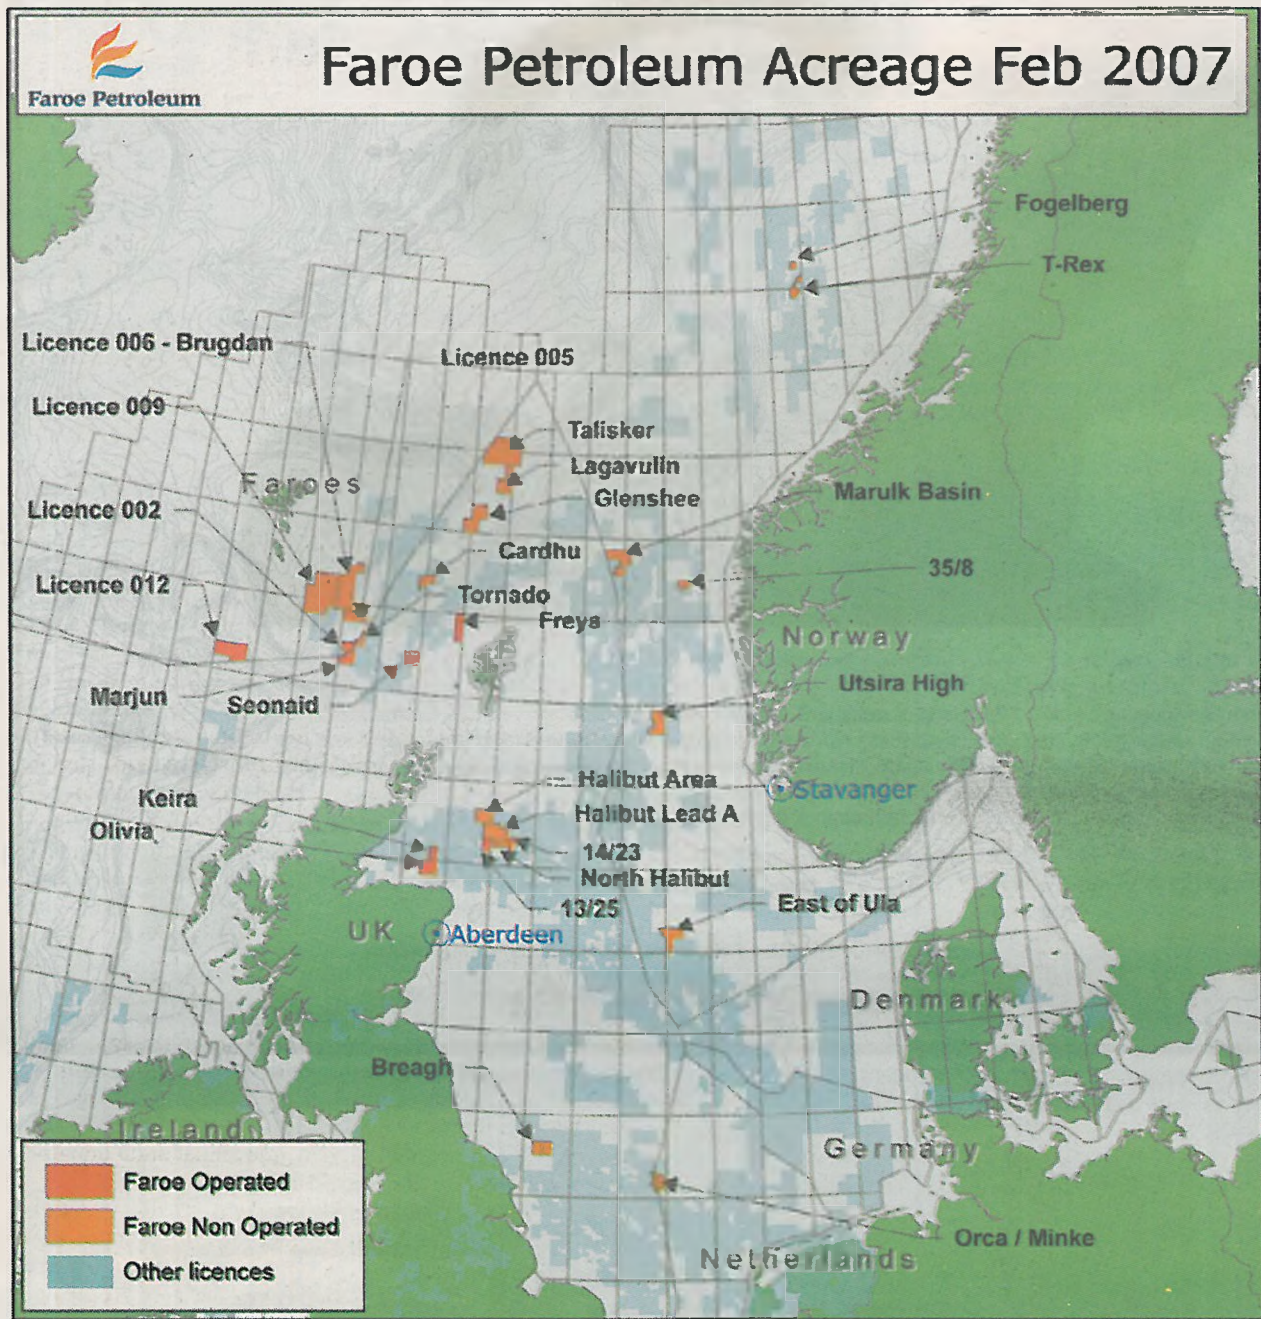 Faroe Petroleum
Faroe Petroleum Acreage Feb 2007
Fogelberg
T-Rex
Licence 006 - Brugdan
Licence 005
Licence 009
Talisker
Lagavulin
Faroes
Glenshee
Marulk Basin
Licence 002
Cardhu
35/8
Licence 012
Tornado
Freya
Norway
Utsira High
Marjun
Seonaid
Halibut Area
Stavanger
Keira
Halibut Lead A
Olivia
14/23
North Halibut
13/25
East of Ula
UK
Aberdeen
Denmark
Breagh
Ireland
Germany
Faroe Operated
Faroe Non Operated
Orca / Minke
Netherlands
Other licences